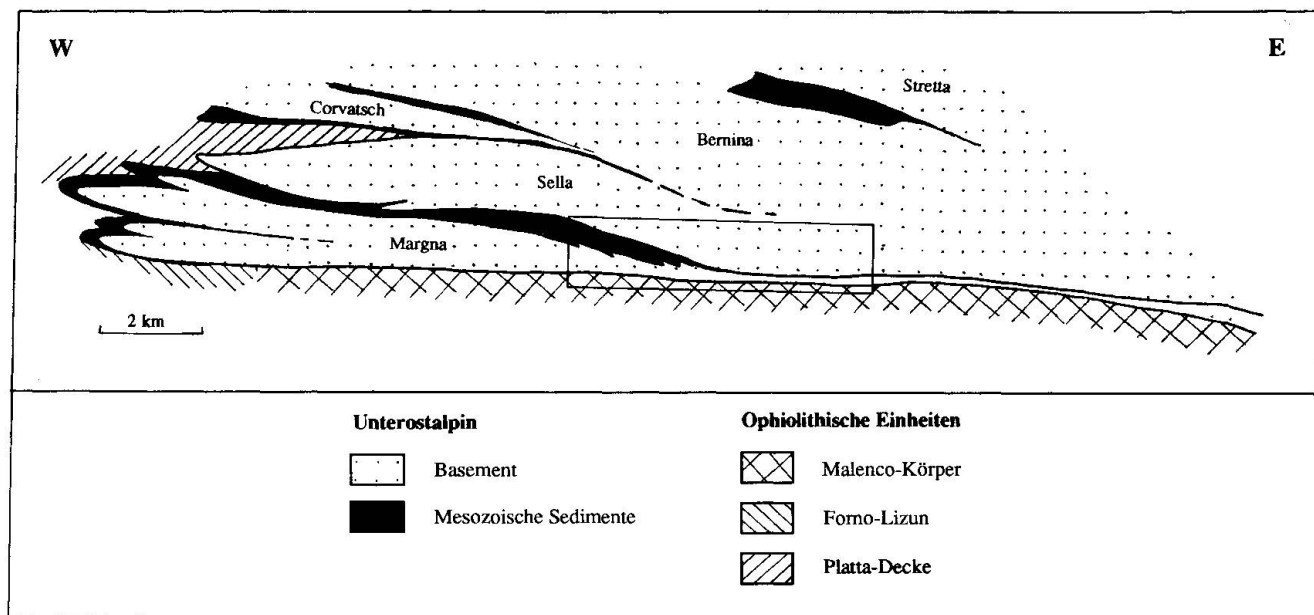 W
E
Stretta
Corvatsch
Bernina
Sella
Margna
2 km
Unterostalpin
Basement
Mesozoische Sedimente
Ophiolithische Einheiten
Malenco-Körper
Forno-Lizun
Platta-Decke